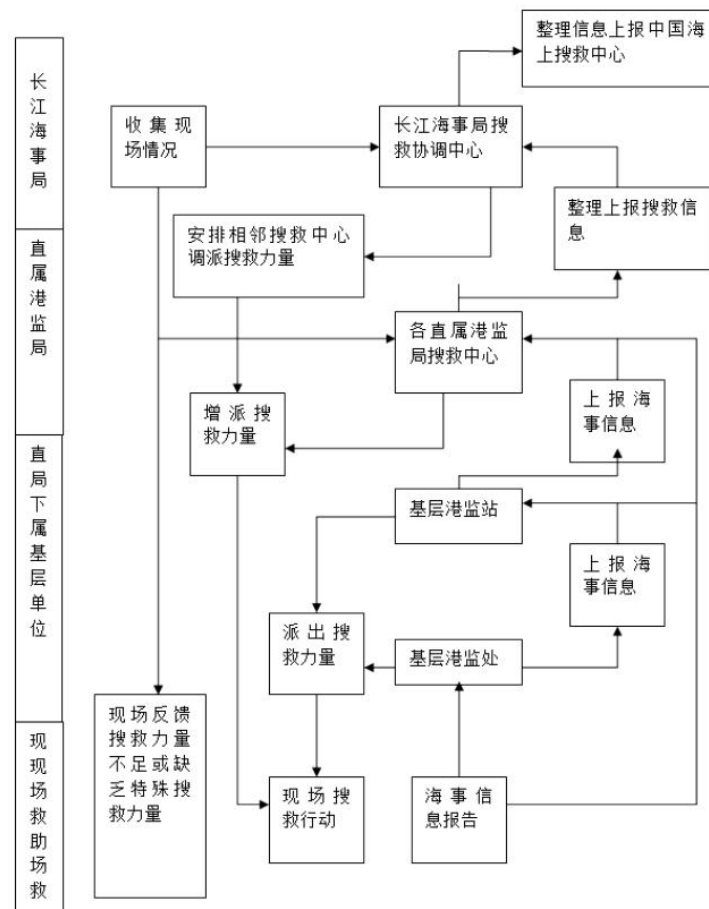 整理信息上报中国海
上搜救中心
长江海事局
收集现
场情况
长江海事局搜
救协调中心
整理上报搜救信
息
安排相邻搜救中心
调派搜救力量
直属港监局
各直属港监
局搜救中心
增派搜
救力量
上报海
事信息
直局下属基层单位
基层港监站
上报海
事信息
派出搜
救力量
基层港监处
现场反馈
搜救力量
不足或缺
乏特殊搜
救力量
现现场救助场救
现场搜
救行动
海事信
息报告